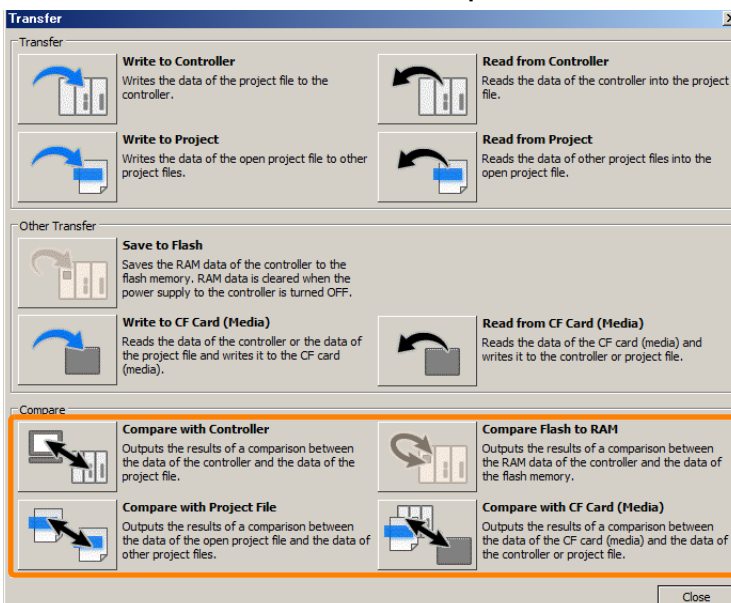 Transfer
Transfer
Write to Controller
Writes the data of the project file to the
controller.
Read from Controller
Reads the data of the controller into the project
file.
Write to Project
Writes the data of the open project file to other
project files.
Read from Project
Reads the data of other project files into the
open project file.
Other Transfer
Save to Flash
Saves the RAM data of the controller to the
flash memory. RAM data is cleared when the
power supply to the controller is turned OFF.
Write to CF Card (Media)
Reads the data of the controller or the data of
the project file and writes it to the CF card
(media).
Read from CF Card (Media)
Reads the data of the CF card (media) and
writes it to the controller or project file.
Compare
Compare with Controller
Outputs the results of a comparison between
the data of the controller and the data of the
project file.
Compare Flash to RAM
Outputs the results of a comparison between
the RAM data of the controller and the data of
the flash memory.
Compare with Project File
Outputs the results of a comparison between
the data of the open project file and the data of
other project files.
Compare with CF Card (Media)
Outputs the results of a comparison between
the data of the CF card (media) and the data of
the controller or project file.
Close